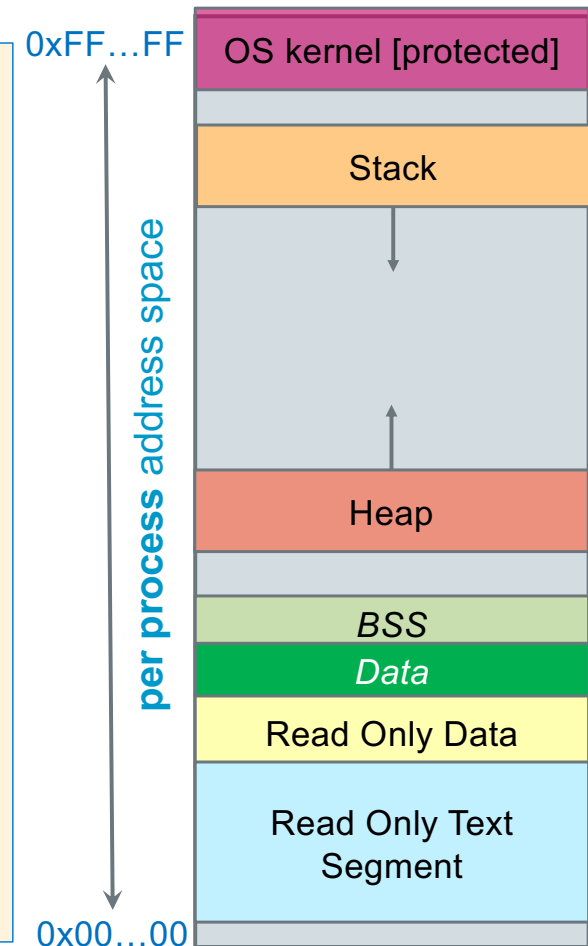 0xFF…FF
OS kernel [protected]
Stack
per process address space
Heap
BSS
Data
Read Only Data
Read Only Text
Segment
0x00…00